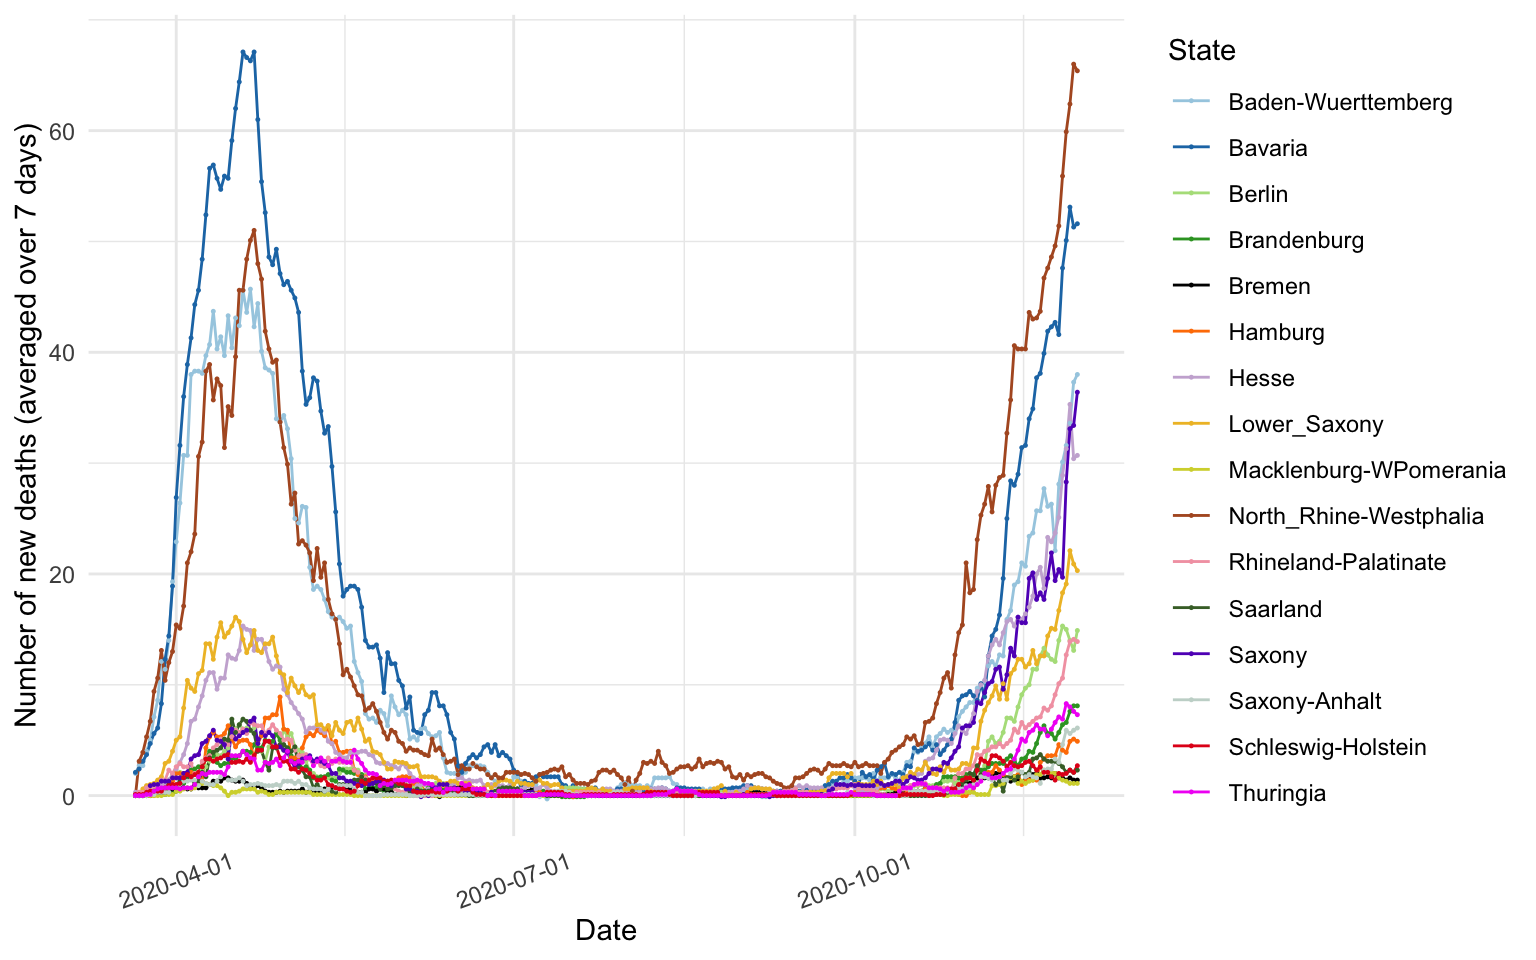 Number of new deaths (averaged over 7 days)
60
40
20
0
2020-04-01
2020-07-01
2020-10-01
Date
State
Baden-Wuerttemberg
Bavaria
Berlin
Brandenburg
Bremen
Hamburg
Hesse
Lower_Saxony
Macklenburg-WPomerania
North_Rhine-Westphalia
Rhineland-Palatinate
Saarland
Saxony
Saxony-Anhalt
Schleswig-Holstein
Thuringia